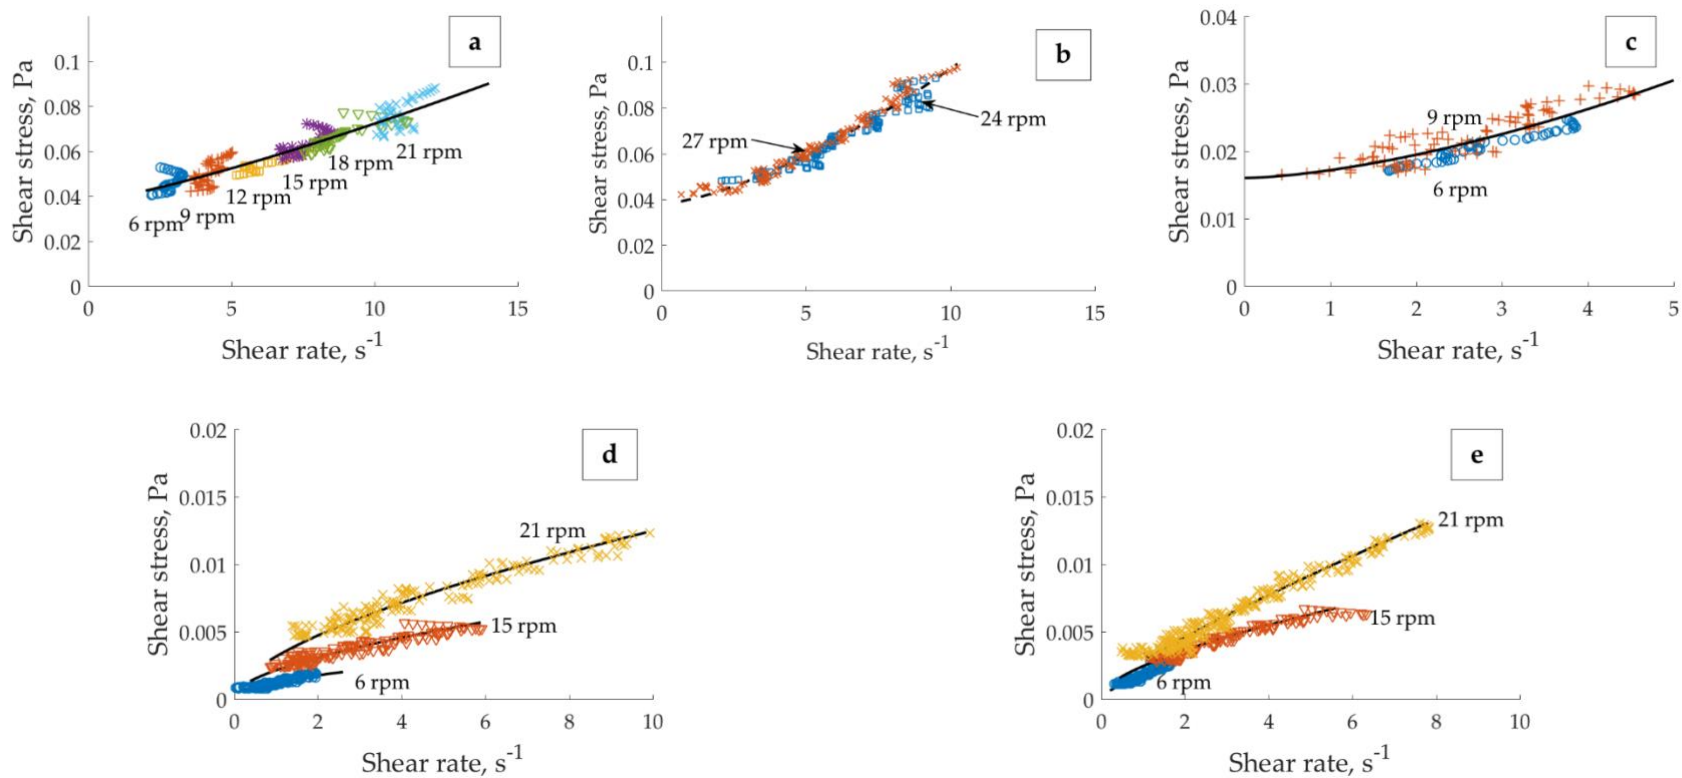 a
Shear stress, Pa
0.1
0.08
0.06
0.04
0.02
0
6 rpm
9 rpm
12 rpm
15 rpm
18 rpm
21 rpm
0 5 10 15
Shear rate, s-1
b
Shear stress, Pa
0.1
0.08
0.06
0.04
0.02
0
27 rpm
24 rpm
0 5 10 15
Shear rate, s-1
c
Shear stress, Pa
0.04
0.03
0.02
0.01
0
9 rpm
6 rpm
0 1 2 3 4 5
Shear rate, s-1
d
Shear stress, Pa
0.02
0.015
0.01
0.005
0
21 rpm
15 rpm
6 rpm
0 2 4 6 8 10
Shear rate, s-1
e
Shear stress, Pa
0.02
0.015
0.01
0.005
0
21 rpm
15 rpm
6 rpm
0 2 4 6 8 10
Shear rate, s-1